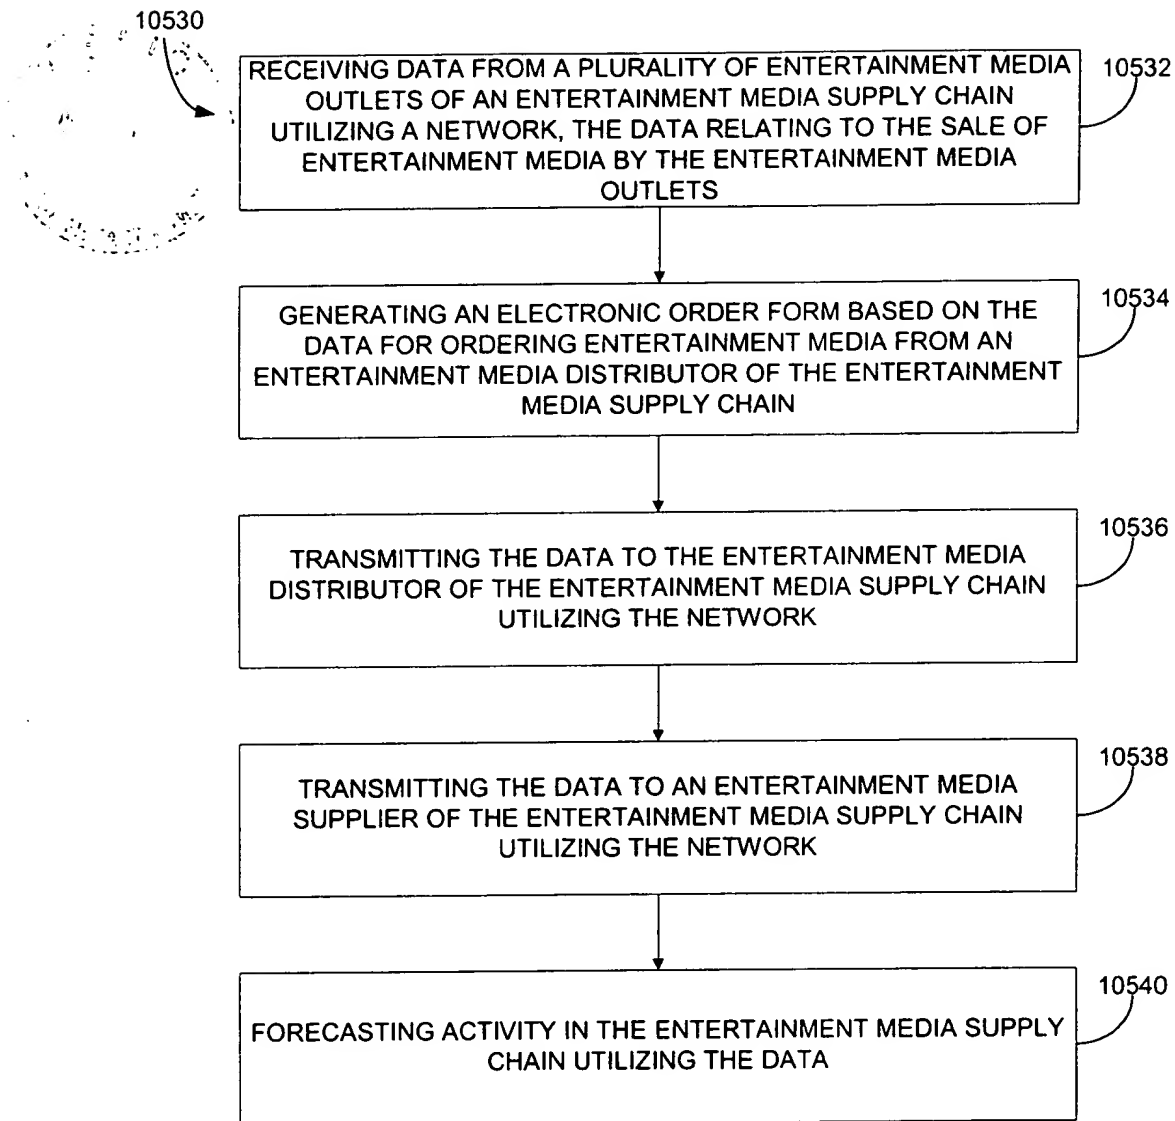 10530
RECEIVING DATA FROM A PLURALITY OF ENTERTAINMENT MEDIA
OUTLETS OF AN ENTERTAINMENT MEDIA SUPPLY CHAIN
UTILIZING A NETWORK, THE DATA RELATING TO THE SALE OF
ENTERTAINMENT MEDIA BY THE ENTERTAINMENT MEDIA
OUTLETS
10532
GENERATING AN ELECTRONIC ORDER FORM BASED ON THE
DATA FOR ORDERING ENTERTAINMENT MEDIA FROM AN
ENTERTAINMENT MEDIA DISTRIBUTOR OF THE ENTERTAINMENT
MEDIA SUPPLY CHAIN
10534
TRANSMITTING THE DATA TO THE ENTERTAINMENT MEDIA
DISTRIBUTOR OF THE ENTERTAINMENT MEDIA SUPPLY CHAIN
UTILIZING THE NETWORK
10536
TRANSMITTING THE DATA TO AN ENTERTAINMENT MEDIA
SUPPLIER OF THE ENTERTAINMENT MEDIA SUPPLY CHAIN
UTILIZING THE NETWORK
10538
FORECASTING ACTIVITY IN THE ENTERTAINMENT MEDIA SUPPLY
CHAIN UTILIZING THE DATA
10540